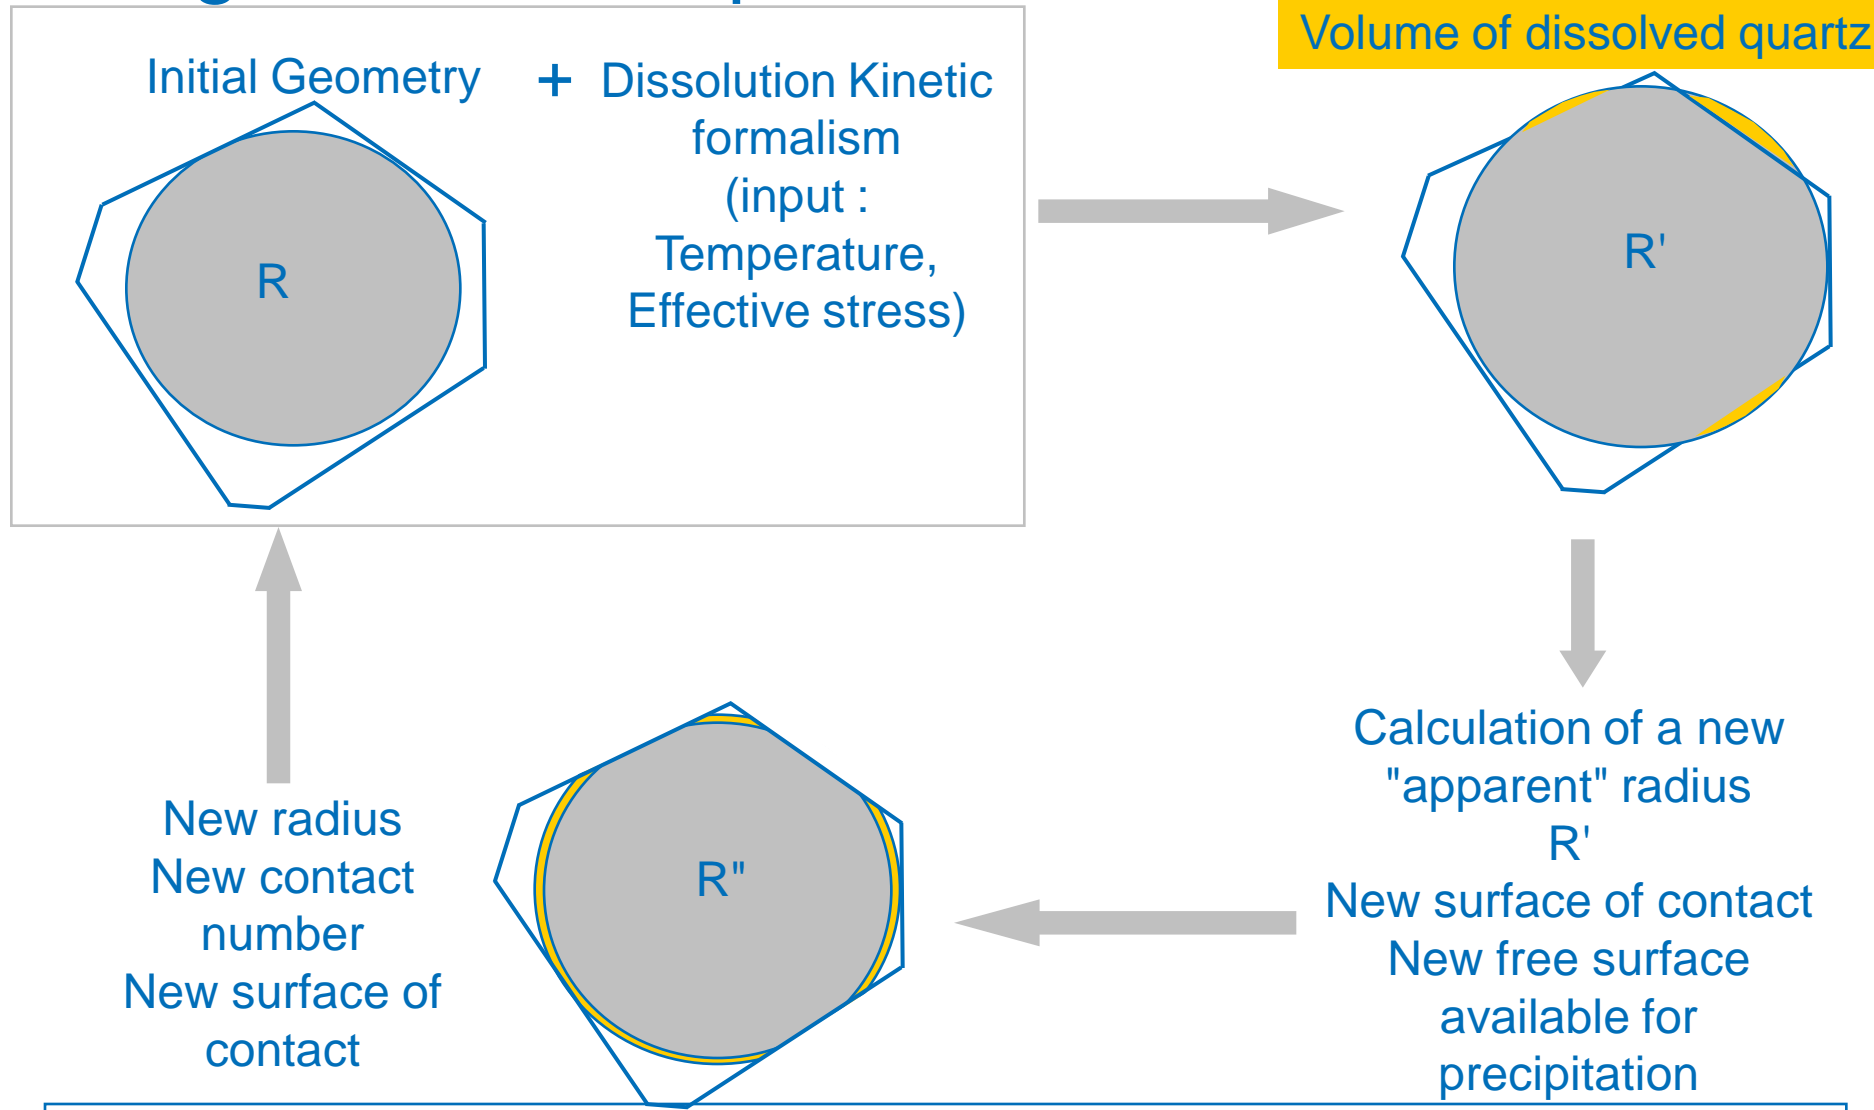 Initial Geometry
+
Dissolution Kinetic
formalism
(input :
Temperature,
Effective stress)
R
Volume of dissolved quartz
R'
Calculation of a new
"apparent" radius
R'
New surface of contact
New free surface
available for
precipitation
R"
New radius
New contact
number
New surface of
contact